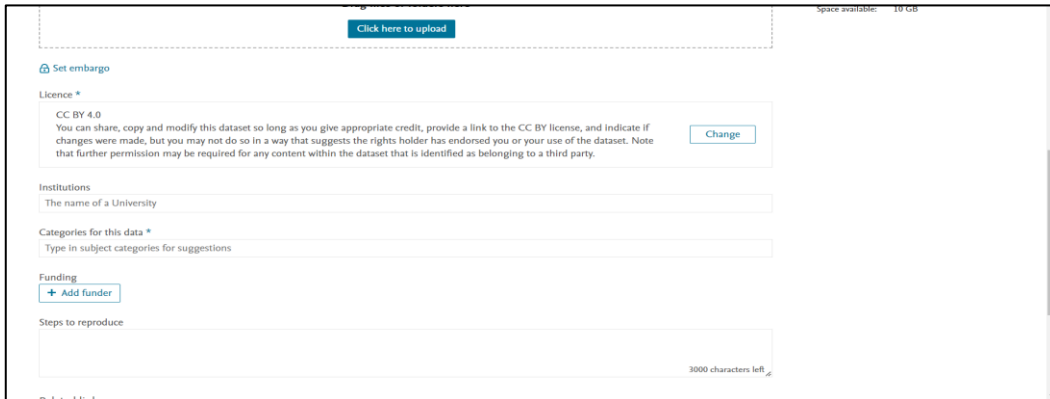 Space available: 10 GB
Click here to upload
Set embargo
Licence *
CC BY 4.0
You can share, copy and modify this dataset so long as you give appropriate credit, provide a link to the CC BY license, and indicate if
changes were made, but you may not do so in a way that suggests the rights holder has endorsed you or your use of the dataset. Note
that further permission may be required for any content within the dataset that is identified as belonging to a third party.
Change
Institutions
The name of a University
Categories for this data *
Type in subject categories for suggestions
Funding
+ Add funder
Steps to reproduce
3000 characters left